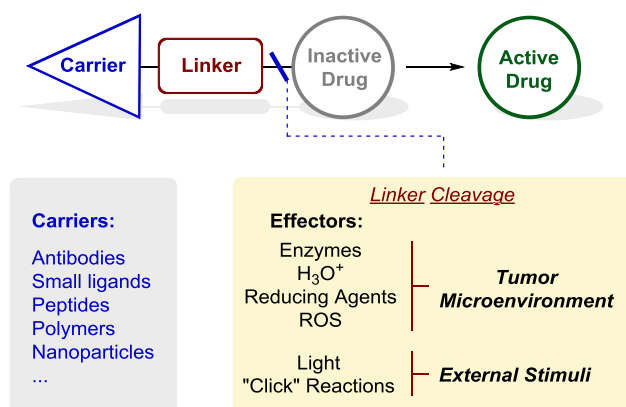 Carrier
Linker
Inactive
Drug
Active
Drug
Carriers:
Antibodies
Small ligands
Peptides
Polymers
Nanoparticles
...
Linker Cleavage
Effectors:
Enzymes
H₃O⁺
Reducing Agents
ROS
Tumor
Microenvironment
Light
"Click" Reactions
External Stimuli